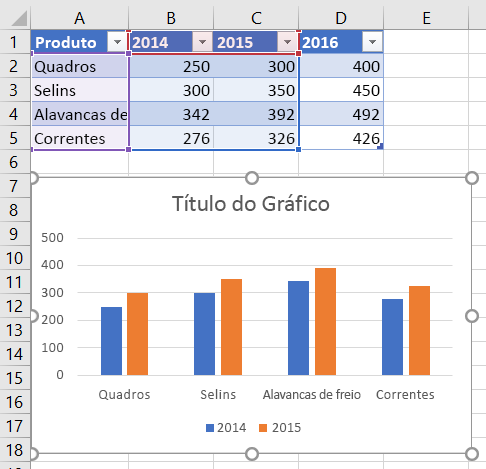 A B C D E
1 Produto 2014 2015 2016
2 Quadros 250 300 400
3 Selins 300 350 450
4 Alavancas de 342 392 492
5 Correntes 276 326 426
6
7
8 Título do Gráfico
9 500
10 400
11 300
12 200
13 100
14 0
15 Quadros Selins Alavancas de freio Correntes
16
17 2014 2015
18